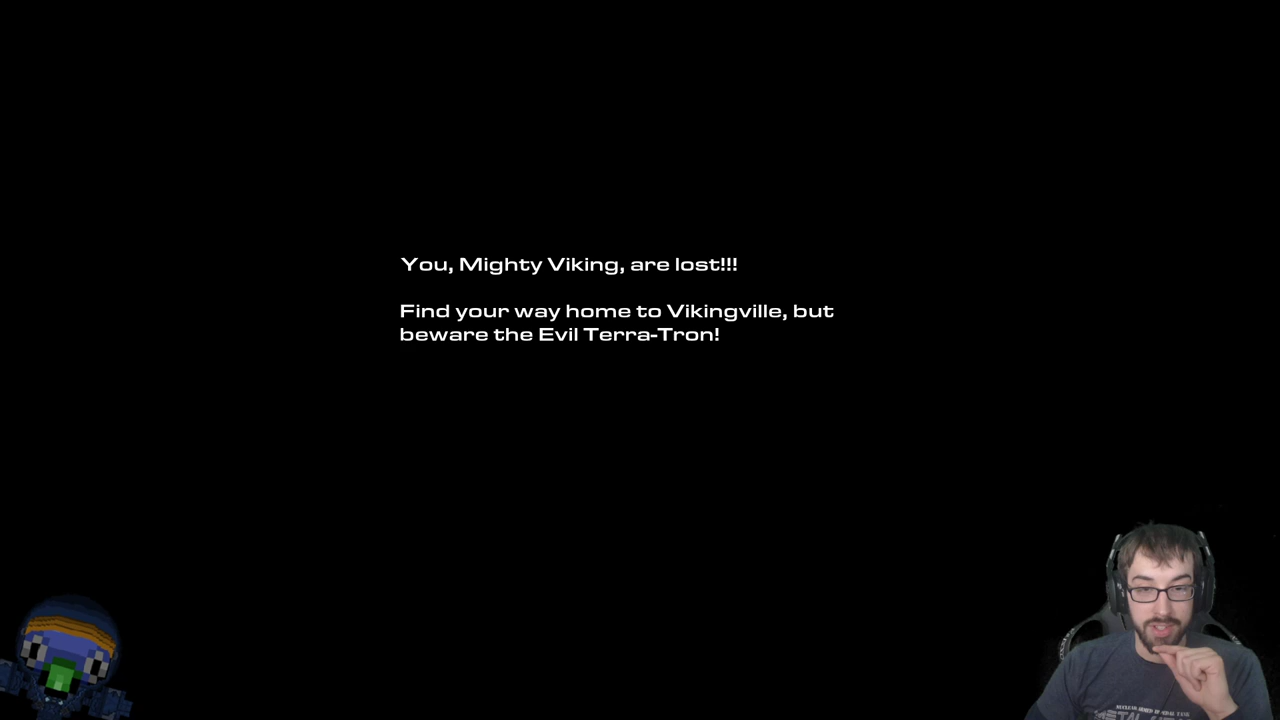 You, Mighty Viking, are lost!!!
Find your way home to Vikingville, but
beware the Evil Terra-Tron!